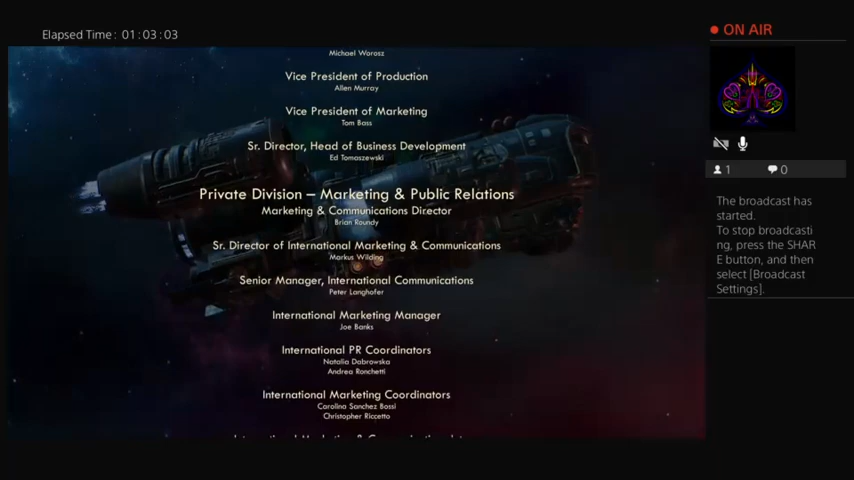 Elapsed Time: 01:03:03
ON AIR
Michael Worosz
Vice President of Production
Allen Murray
Vice President of Marketing
Tom Bass
Sr. Director, Head of Business Development
Ed Tomaszewski
Private Division – Marketing & Public Relations
Marketing & Communications Director
Brian Roundy
Sr. Director of International Marketing & Communications
Markus Wilding
Senior Manager, International Communications
Peter Langhofer
International Marketing Manager
Joe Banks
International PR Coordinators
Natalia Dabrowska
Andrea Ronchetti
International Marketing Coordinators
Carolina Sanchez Bossi
Christopher Riccetto
1 0
The broadcast has
started.
To stop broadcasti
ng, press the SHAR
E button, and then
select [Broadcast
Settings].